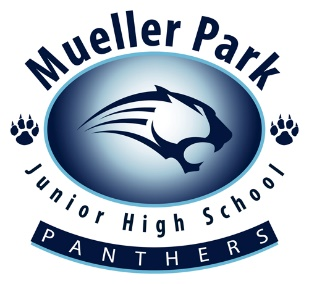 Mueller Park
Junior High School
PANTHERS